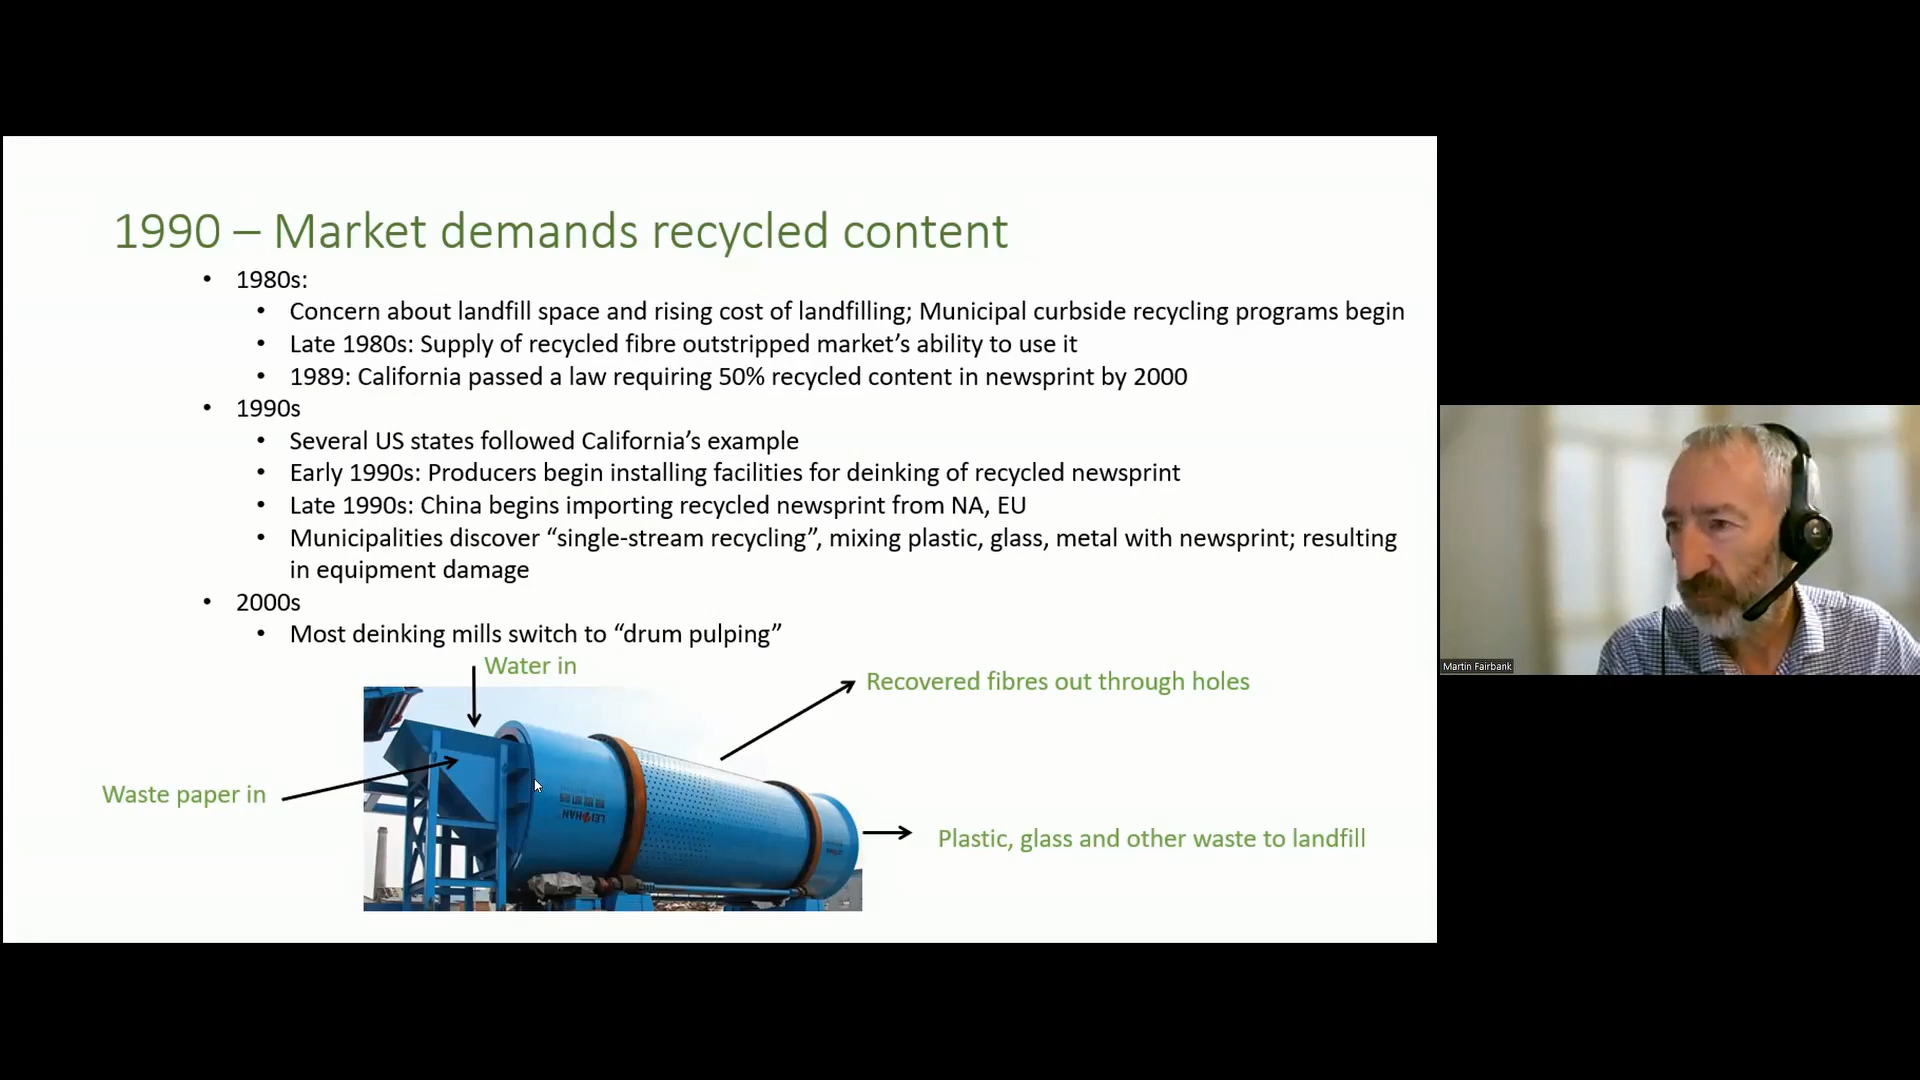 1990 – Market demands recycled content
• 1980s:
• Concern about landfill space and rising cost of landfilling; Municipal curbside recycling programs begin
• Late 1980s: Supply of recycled fibre outstripped market’s ability to use it
• 1989: California passed a law requiring 50% recycled content in newsprint by 2000
• 1990s
• Several US states followed California’s example
• Early 1990s: Producers begin installing facilities for deinking of recycled newsprint
• Late 1990s: China begins importing recycled newsprint from NA, EU
• Municipalities discover “single-stream recycling”, mixing plastic, glass, metal with newsprint; resulting
in equipment damage
• 2000s
• Most deinking mills switch to “drum pulping”
Water in
Recovered fibres out through holes
Waste paper in
Plastic, glass and other waste to landfill
Martin Fairbank